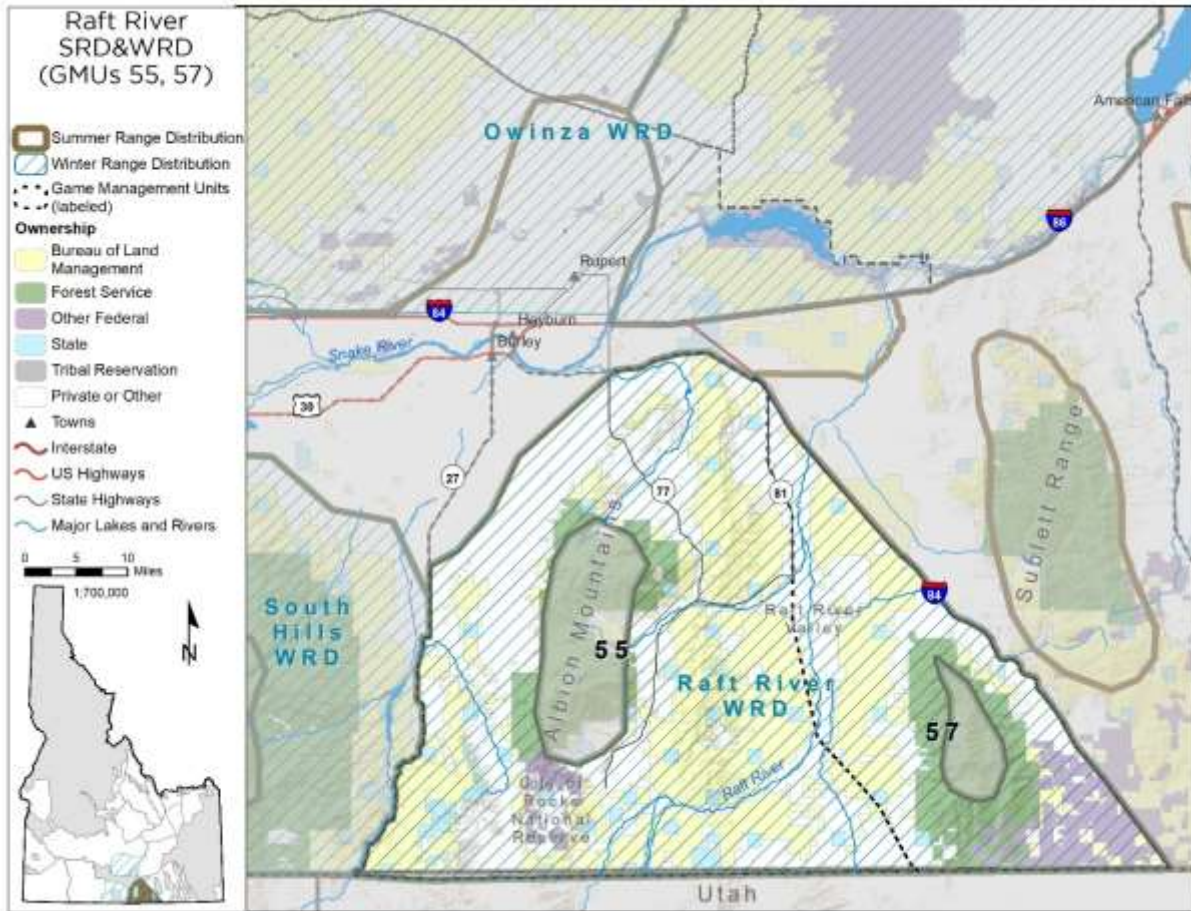 Raft River
SRD&WRD
(GMUs 55, 57)
Summer Range Distribution
Winter Range Distribution
Game Management Units
(labeled)
Ownership
Bureau of Land
Management
Forest Service
Other Federal
State
Tribal Reservation
Private or Other
Towns
Interstate
US Highways
State Highways
Major Lakes and Rivers
0 5 10
Miles
1:700,000
N
Owinza WRD
American Falls
86
Rupert
84
Heyburn
Burley
Snake River
30
27
77
81
Sublett Range
84
South
Hills
WRD
Albion Mountains
55
Raft River
Valley
Raft River
WRD
57
Raft River
City of
Rocks
National
Reserve
Utah